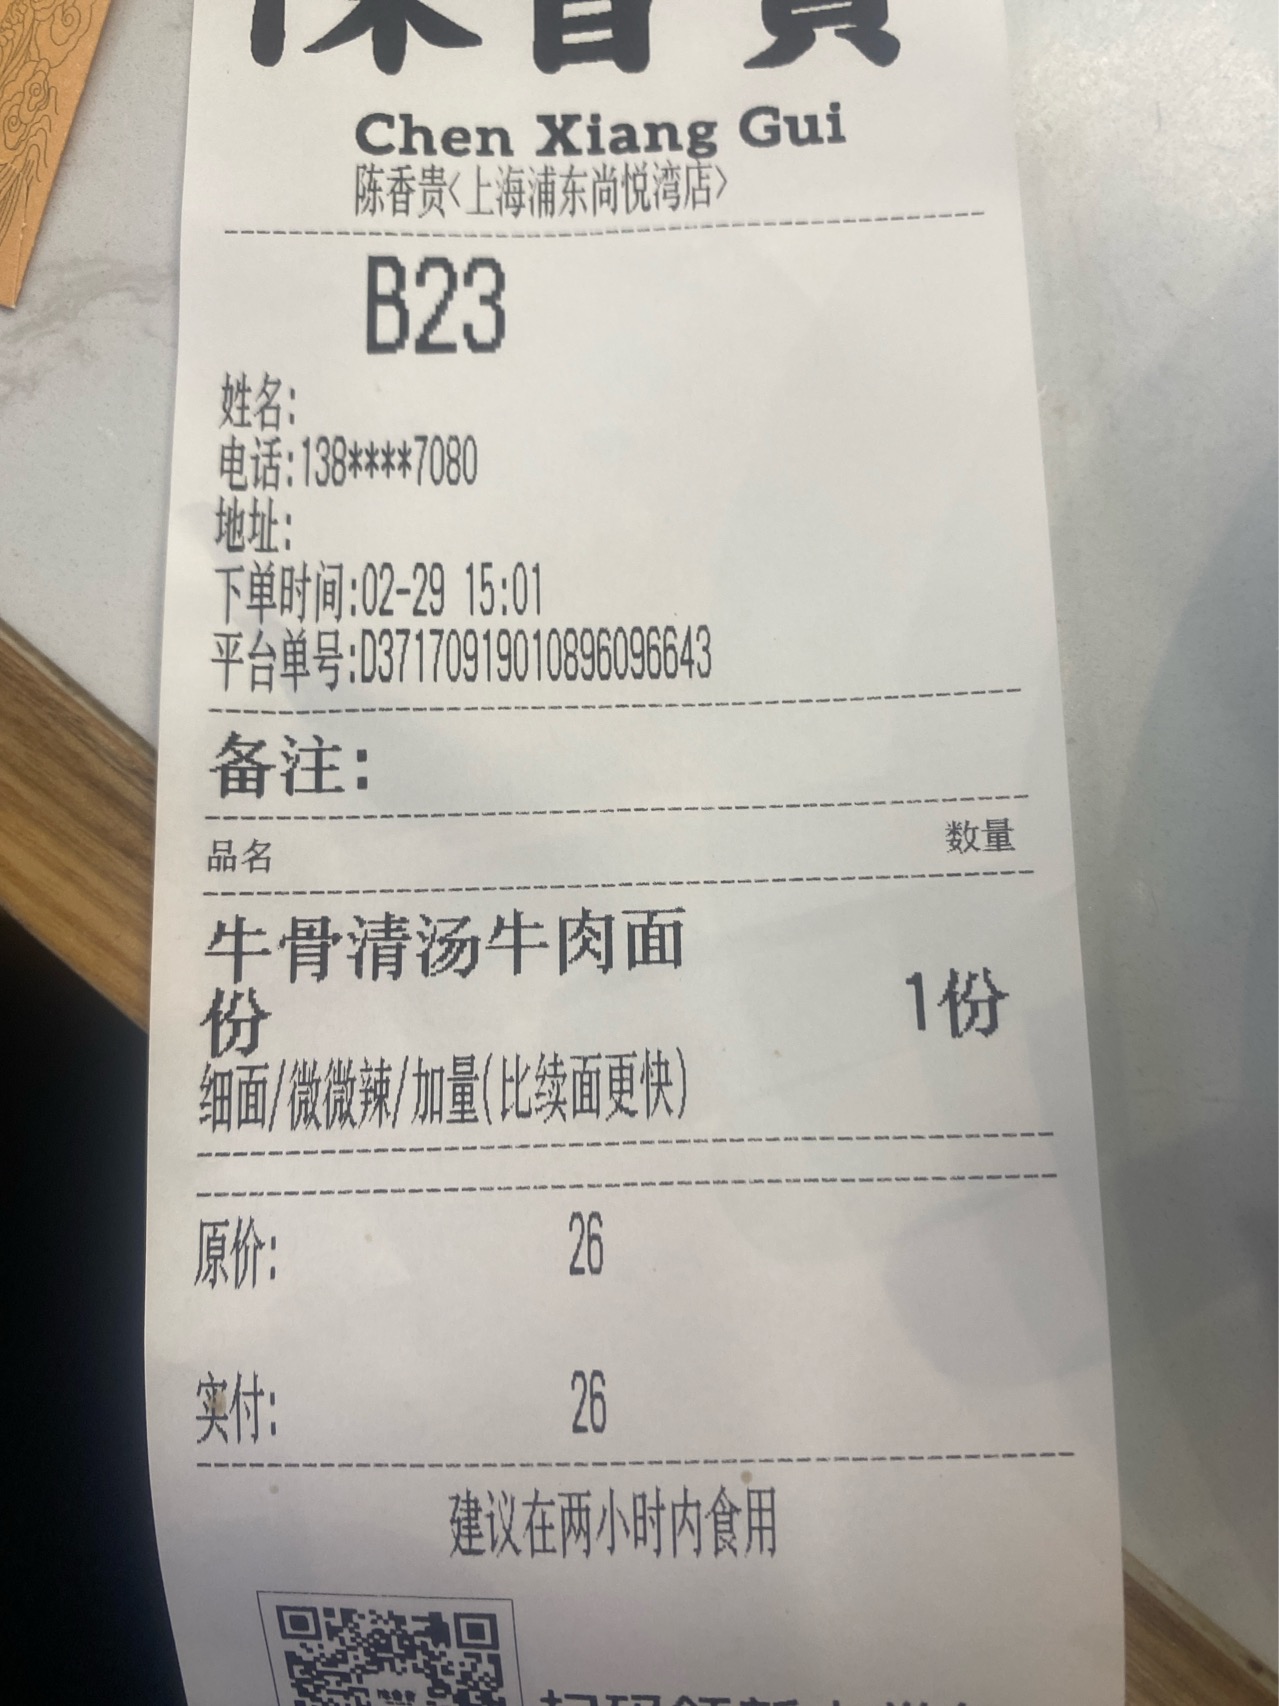 陳香貴
Chen Xiang Gui
陈香贵<上海浦东尚悦湾店>
B23
姓名:
电话:138****7080
地址:
下单时间:02-29 15:01
平台单号:D37170919010896096643
备注:
品名 数量
牛骨清汤牛肉面
份 1份
细面/微微辣/加量(比续面更快)
原价: 26
实付: 26
建议在两小时内食用